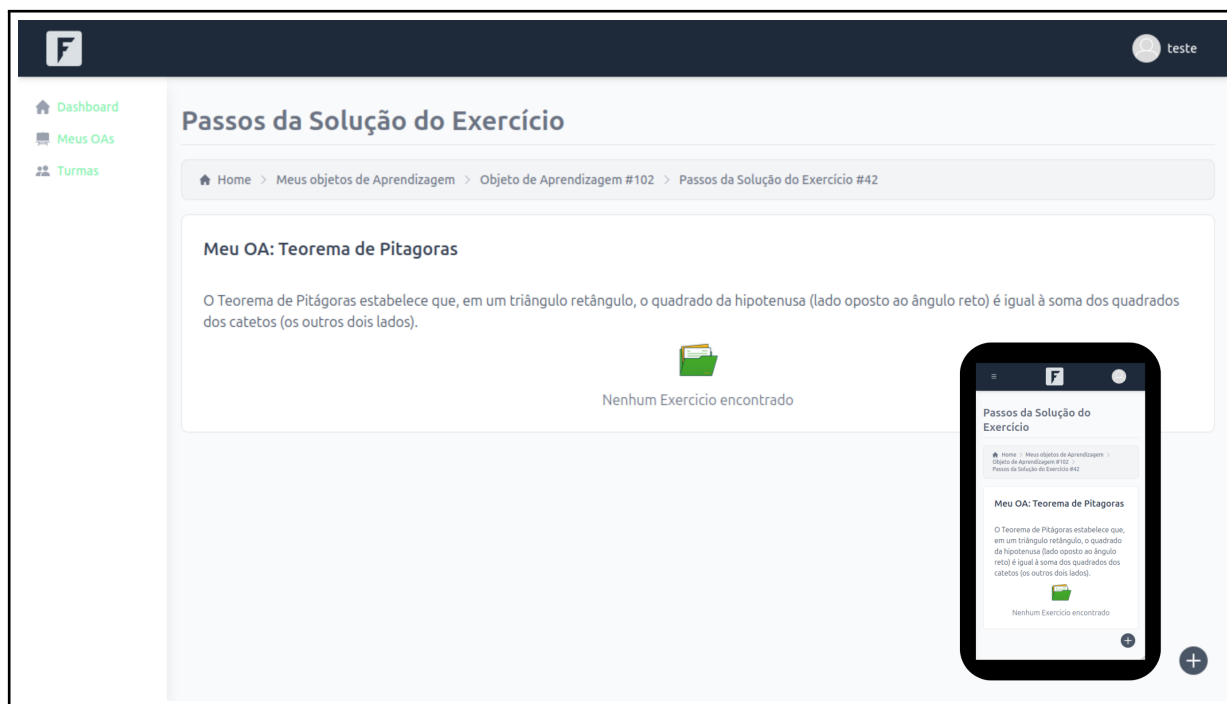 F
teste
Dashboard
Meus OAs
Turmas
Passos da Solução do Exercício
Home > Meus objetos de Aprendizagem > Objeto de Aprendizagem #102 > Passos da Solução do Exercício #42
Meu OA: Teorema de Pitagoras
O Teorema de Pitágoras estabelece que, em um triângulo retângulo, o quadrado da hipotenusa (lado oposto ao ângulo reto) é igual à soma dos quadrados
dos catetos (os outros dois lados).
Nenhum Exercicio encontrado
F
Passos da Solução do
Exercício
Home > Meus objetos de Aprendizagem >
Objeto de Aprendizagem #102 >
Passos da Solução do Exercício #42
Meu OA: Teorema de Pitagoras
O Teorema de Pitágoras estabelece que,
em um triângulo retângulo, o quadrado
da hipotenusa (lado oposto ao ângulo
reto) é igual à soma dos quadrados dos
catetos (os outros dois lados).
Nenhum Exercicio encontrado